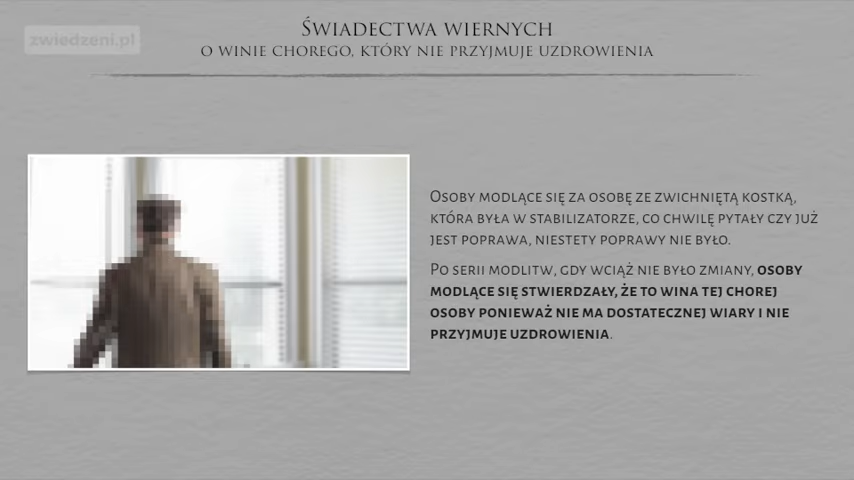 Świadectwa wiernych
o winie chorego, który nie przyjmuje uzdrowienia
zwiedzeni.pl
Osoby modlące się za osobę ze zwichniętą kostką,
która była w stabilizatorze, co chwilę pytały czy już
jest poprawa, niestety poprawy nie było.
Po serii modlitw, gdy wciąż nie było zmiany, osoby
modlące się stwierdzały, że to wina tej chorej
osoby ponieważ nie ma dostatecznej wiary i nie
przyjmuje uzdrowienia.